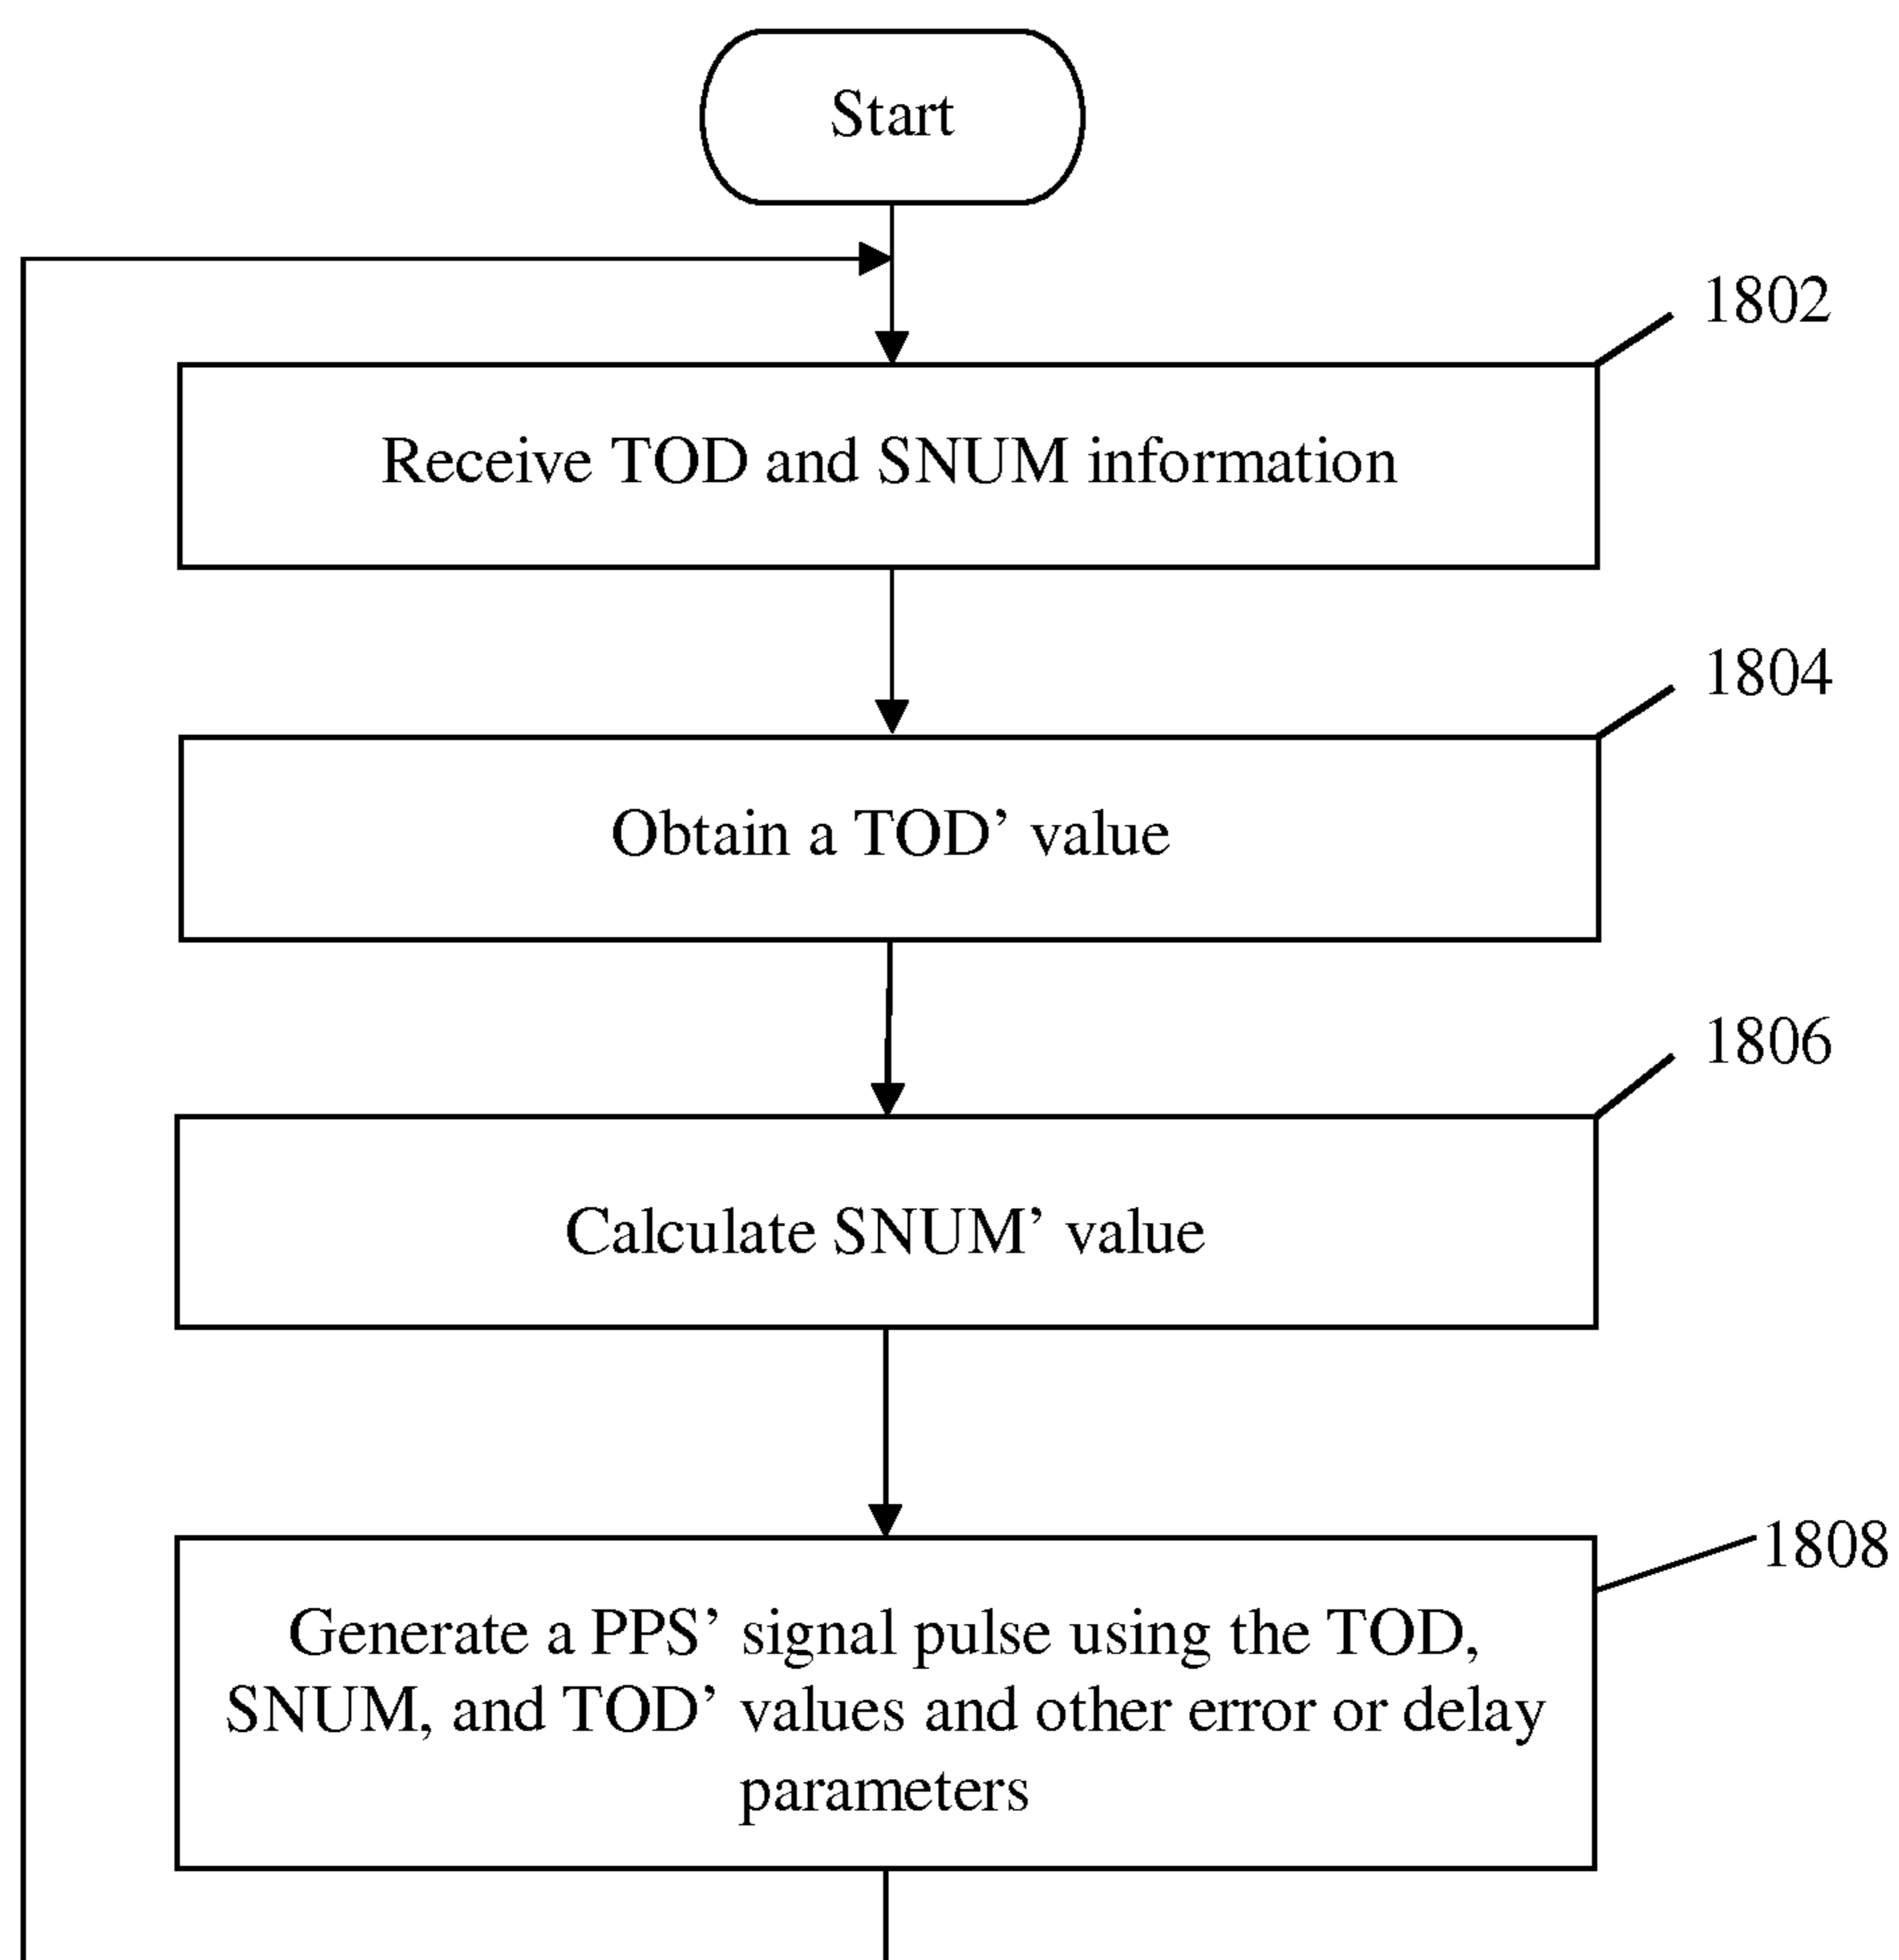 Start
1802
Receive TOD and SNUM information
1804
Obtain a TOD’ value
1806
Calculate SNUM’ value
1808
Generate a PPS’ signal pulse using the TOD,
SNUM, and TOD’ values and other error or delay
parameters